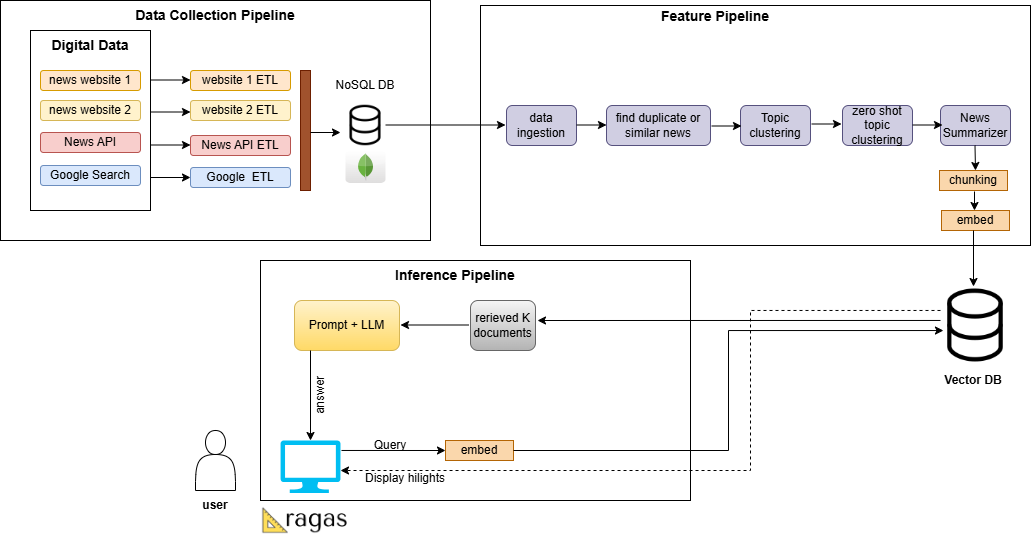 Data Collection Pipeline
Digital Data
news website 1
website 1 ETL
news website 2
website 2 ETL
News API
News API ETL
Google Search
Google ETL
NoSQL DB
Feature Pipeline
data
ingestion
find duplicate or
similar news
Topic
clustering
zero shot
topic
clustering
News
Summarizer
chunking
embed
Vector DB
Inference Pipeline
Prompt + LLM
rerieved K
documents
answer
Query
embed
Display hilights
user
ragas